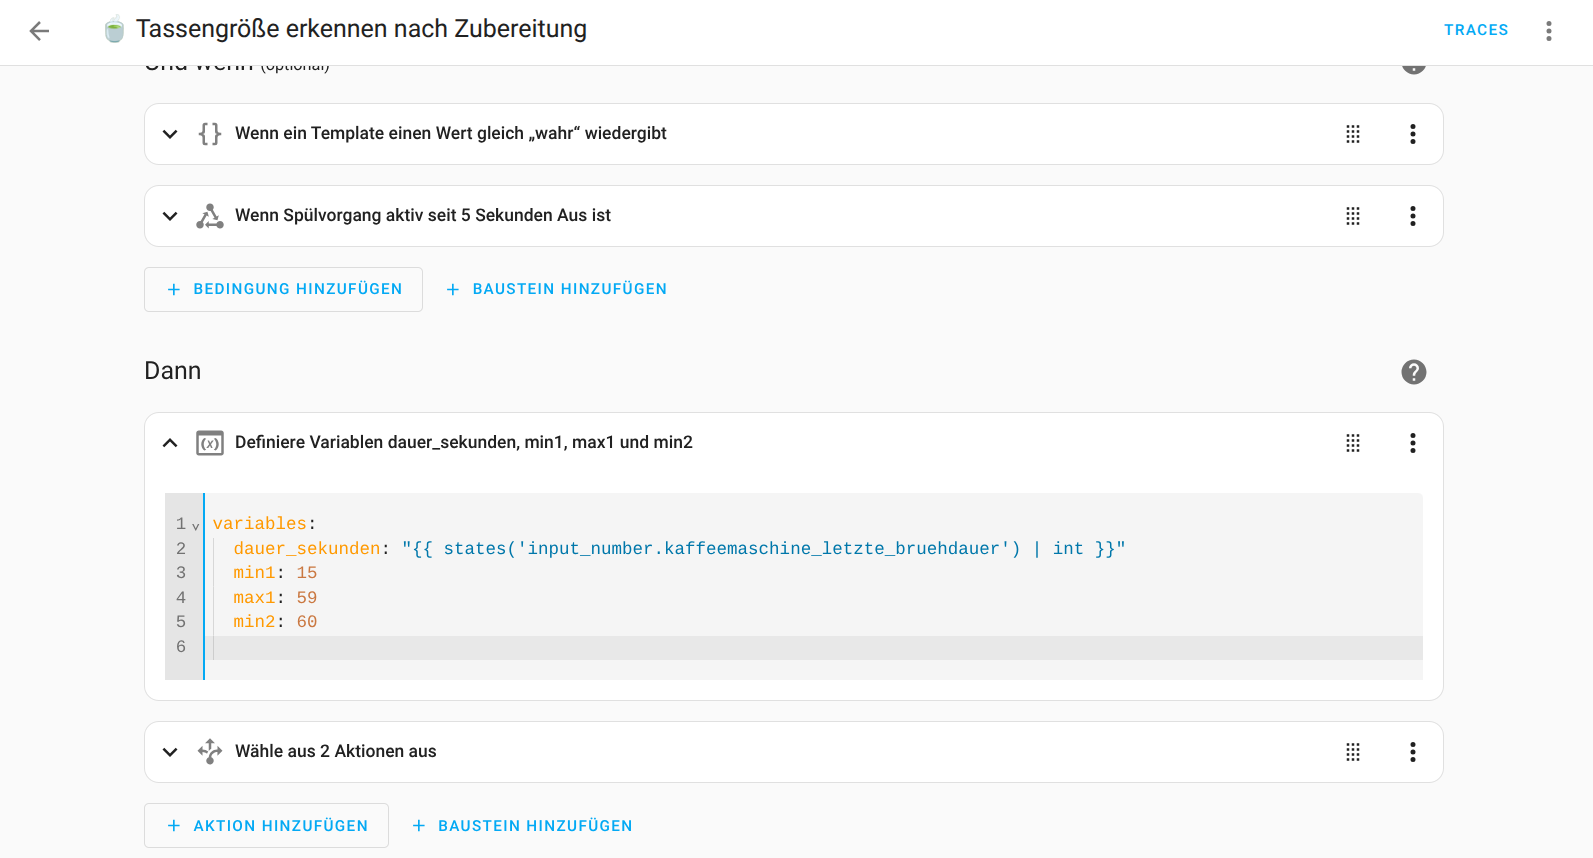 Tassengröße erkennen nach Zubereitung
TRACES
Und wenn (optional)
Wenn ein Template einen Wert gleich „wahr“ wiedergibt
Wenn Spülvorgang aktiv seit 5 Sekunden Aus ist
+ BEDINGUNG HINZUFÜGEN + BAUSTEIN HINZUFÜGEN
Dann
Definiere Variablen dauer_sekunden, min1, max1 und min2
1 variables:
2 dauer_sekunden: "{{ states('input_number.kaffeemaschine_letzte_bruehdauer') | int }}"
3 min1: 15
4 max1: 59
5 min2: 60
6
Wähle aus 2 Aktionen aus
+ AKTION HINZUFÜGEN + BAUSTEIN HINZUFÜGEN